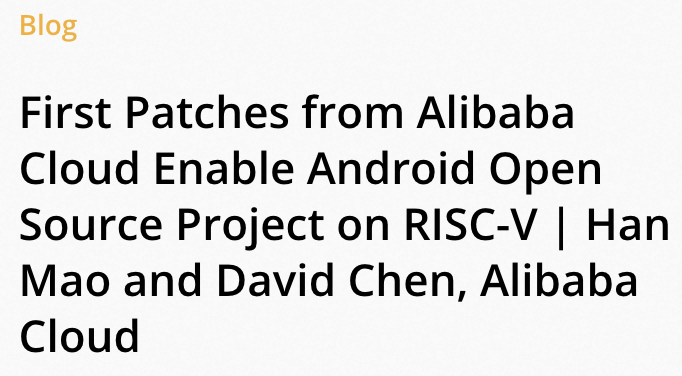 Blog
First Patches from Alibaba
Cloud Enable Android Open
Source Project on RISC-V | Han
Mao and David Chen, Alibaba
Cloud